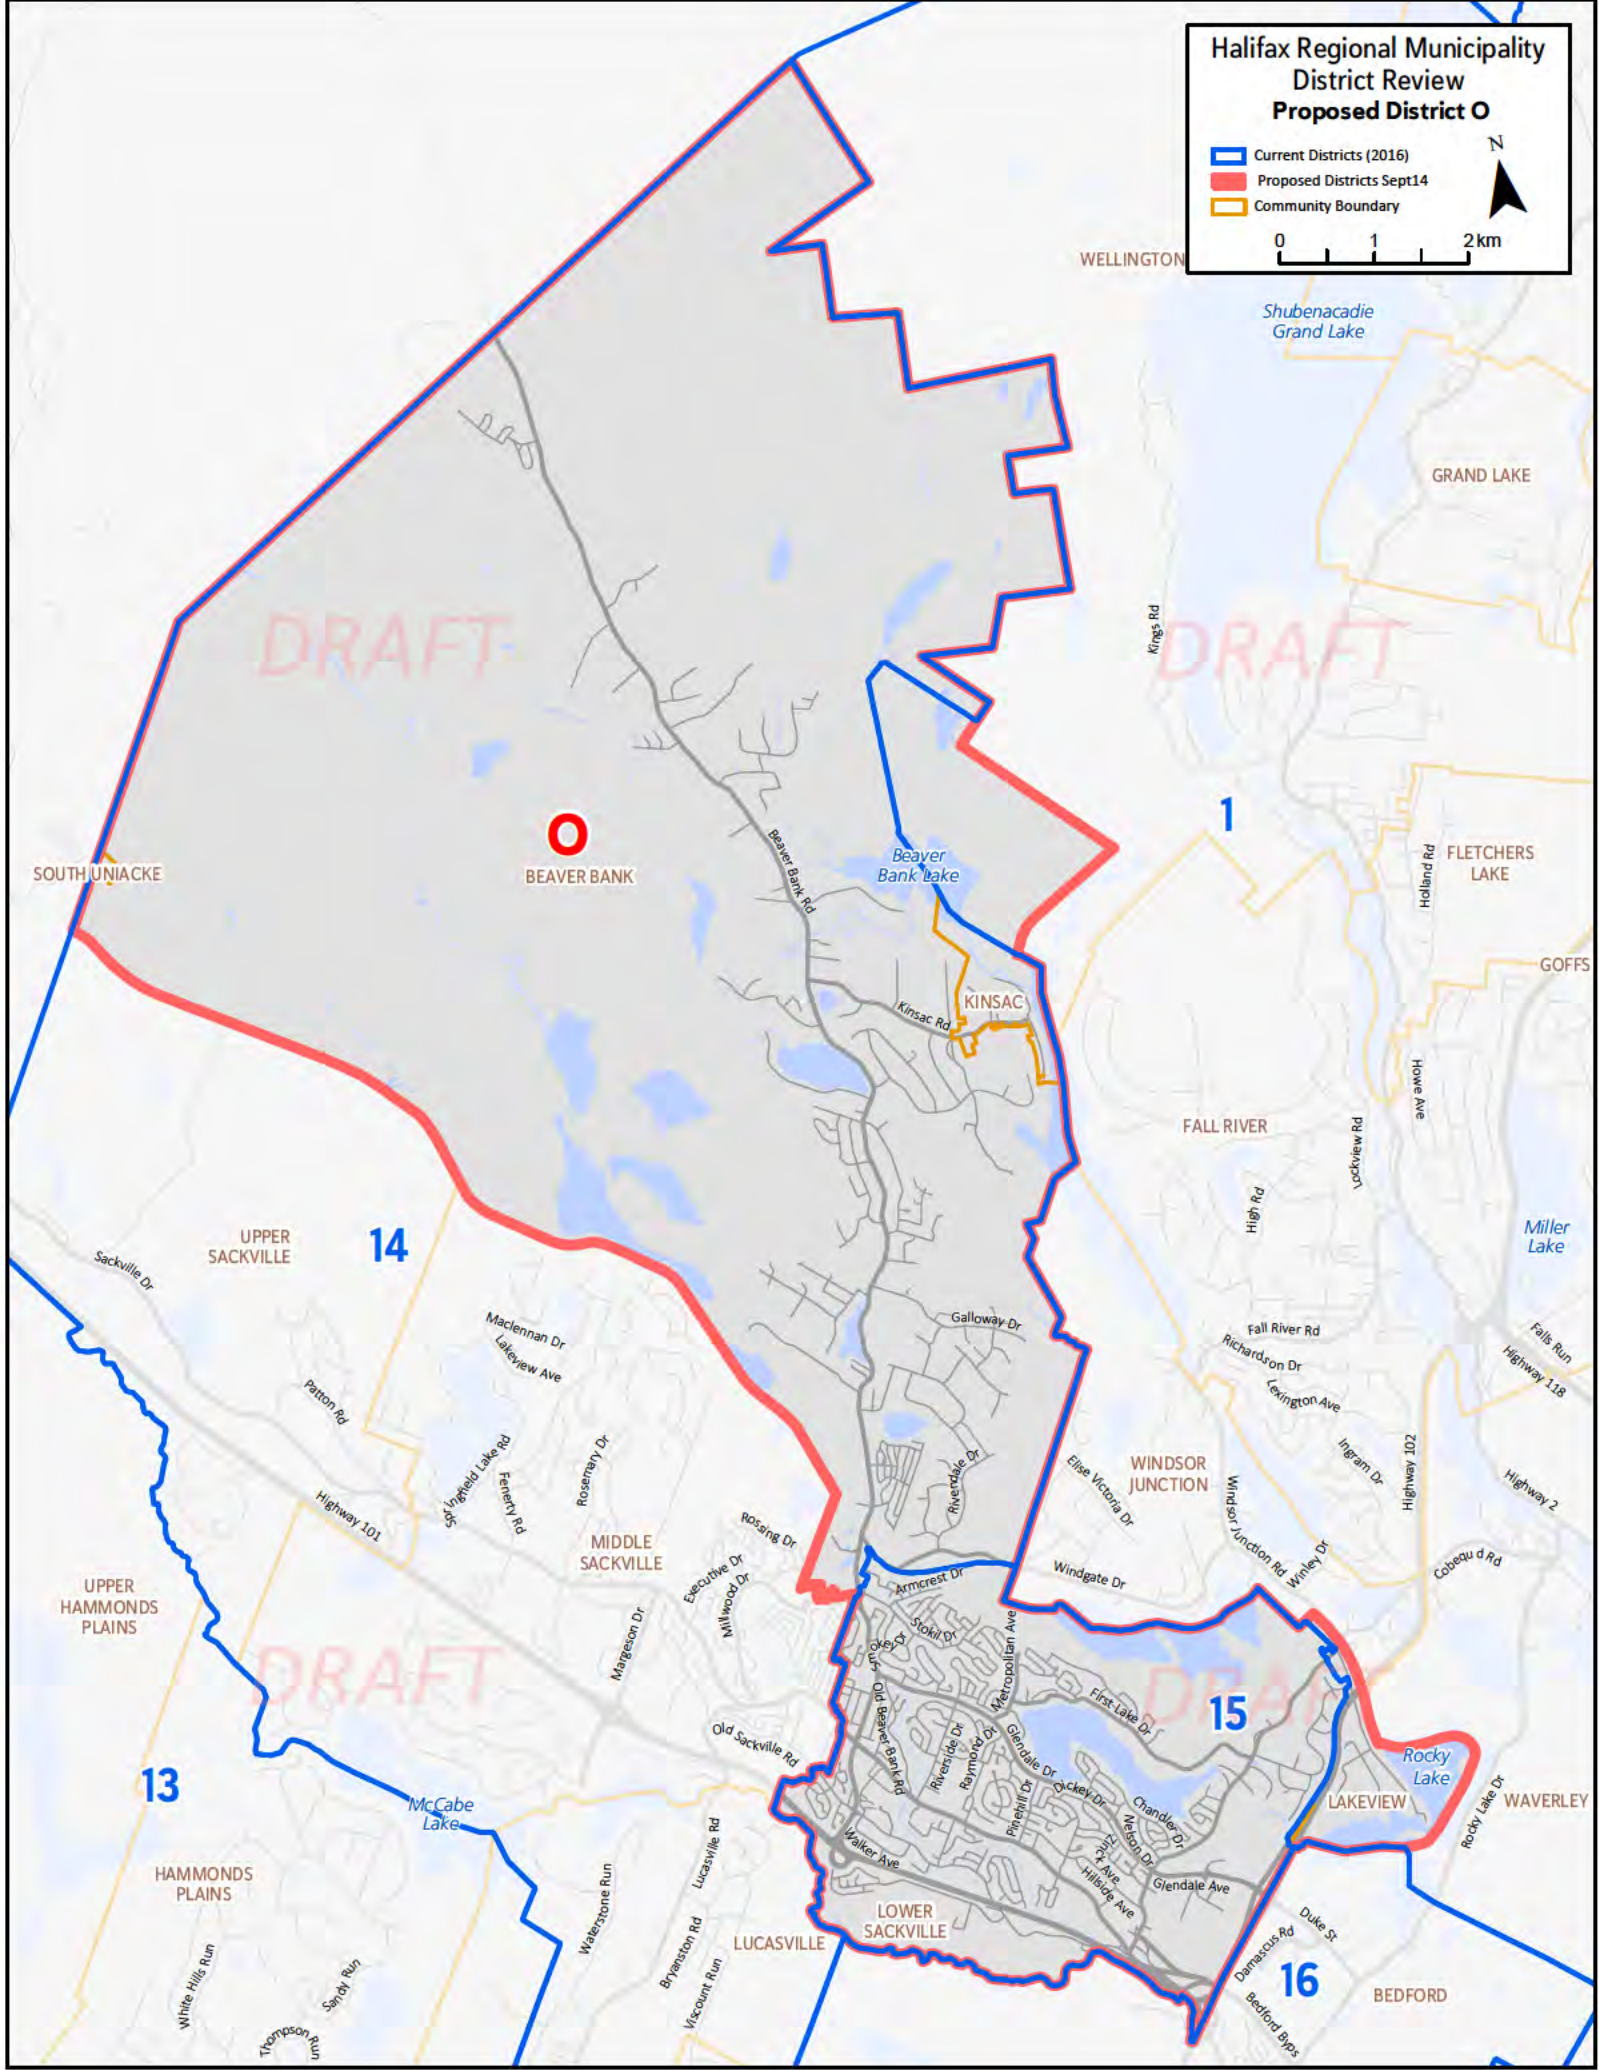 Halifax Regional Municipality
District Review
Proposed District O
Current Districts (2016)
Proposed Districts Sept14
Community Boundary
N
0 1 2 km
WELLINGTON
Shubenacadie
Grand Lake
GRAND LAKE
Kings Rd
DRAFT
DRAFT
1
O
BEAVER BANK
SOUTH UNIACKE
Beaver Bank Rd
Beaver
Bank Lake
Holland Rd
FLETCHERS
LAKE
GOFFS
KINSAC
Kinsac Rd
Howe Ave
FALL RIVER
Lockview Rd
High Rd
Miller
Lake
UPPER
SACKVILLE
14
Sackville Dr
Maclennan Dr
Lakeview Ave
Galloway Dr
Fall River Rd
Richardson Dr
Lexington Ave
Falls Run
Highway 118
Patton Rd
Springfield Lake Rd
Fenerty Rd
Rosemary Dr
Highway 101
Riverdale Dr
Elise Victoria Dr
WINDSOR
JUNCTION
Windsor Junction Rd
Ingram Dr
Highway 102
Highway 2
Rossing Dr
MIDDLE
SACKVILLE
Executive Dr
Millwood Dr
Margeson Dr
Armcrest Dr
Windgate Dr
Winley Dr
Cobequid Rd
UPPER
HAMMONDS
PLAINS
Stokil Dr
Smokey Dr
Metropolitan Ave
DRAFT
DRAFT
15
First Lake Dr
Old Beaver Bank Rd
Old Sackville Rd
Riverside Dr
Raymond Dr
Glendale Dr
Dickey Dr
Pinehill Dr
Chandler Dr
Nelson Dr
Zinck Ave
Hillside Ave
Glendale Ave
Rocky
Lake
LAKEVIEW
Rocky Lake Dr
WAVERLEY
13
McCabe
Lake
Walker Ave
HAMMONDS
PLAINS
Lucasville Rd
Waterstone Run
LOWER
SACKVILLE
LUCASVILLE
Bryanston Rd
Viscount Run
White Hills Run
Sandy Run
Thompson Run
Duke St
Damascus Rd
16
BEDFORD
Bedford Byps